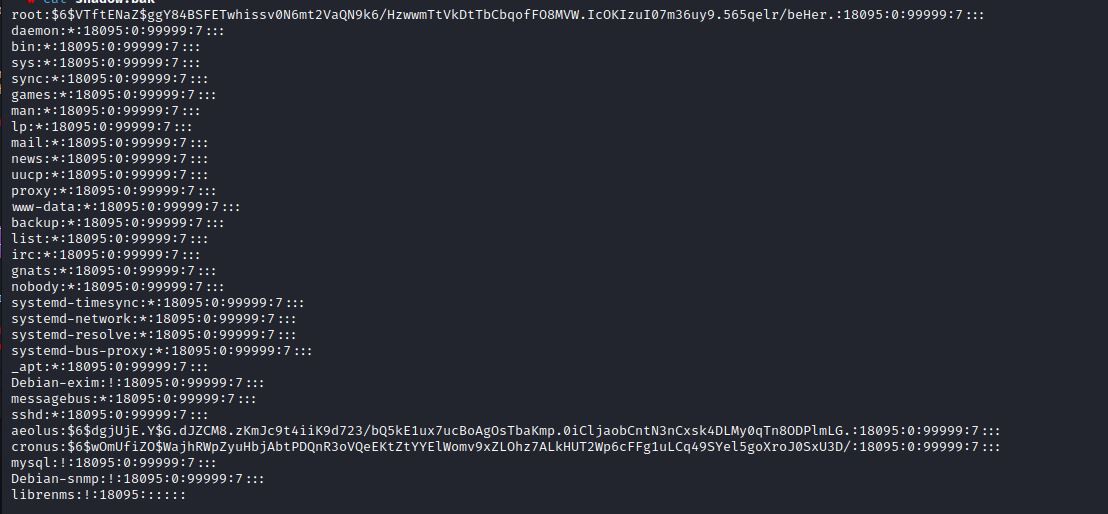 # cat shadow.bak
root:$6$VTftENaZ$ggY84BSFETwhissv0N6mt2VaQN9k6/HzwwmTtVkDtTbCbqofFO8MVW.IcOKIzuI07m36uy9.565qelr/beHer.:18095:0:99999:7:::
daemon:*:18095:0:99999:7:::
bin:*:18095:0:99999:7:::
sys:*:18095:0:99999:7:::
sync:*:18095:0:99999:7:::
games:*:18095:0:99999:7:::
man:*:18095:0:99999:7:::
lp:*:18095:0:99999:7:::
mail:*:18095:0:99999:7:::
news:*:18095:0:99999:7:::
uucp:*:18095:0:99999:7:::
proxy:*:18095:0:99999:7:::
www-data:*:18095:0:99999:7:::
backup:*:18095:0:99999:7:::
list:*:18095:0:99999:7:::
irc:*:18095:0:99999:7:::
gnats:*:18095:0:99999:7:::
nobody:*:18095:0:99999:7:::
systemd-timesync:*:18095:0:99999:7:::
systemd-network:*:18095:0:99999:7:::
systemd-resolve:*:18095:0:99999:7:::
systemd-bus-proxy:*:18095:0:99999:7:::
_apt:*:18095:0:99999:7:::
Debian-exim:!:18095:0:99999:7:::
messagebus:*:18095:0:99999:7:::
sshd:*:18095:0:99999:7:::
aeolus:$6$dgjUjE.Y$G.dJZCM8.zKmJc9t4iiK9d723/bQ5kE1ux7ucBoAgOsTbaKmp.0iCljaobCntN3nCxsk4DLMy0qTn8ODPlmLG.:18095:0:99999:7:::
cronus:$6$wOmUfiZO$WajhRWpZyuHbjAbtPDQnR3oVQeEKtZtYYElWomv9xZLOhz7ALkHUT2Wp6cFFg1uLCq49SYel5goXroJ0SxU3D/:18095:0:99999:7:::
mysql:!:18095:0:99999:7:::
Debian-snmp:!:18095:0:99999:7:::
librenms:!:18095::::::